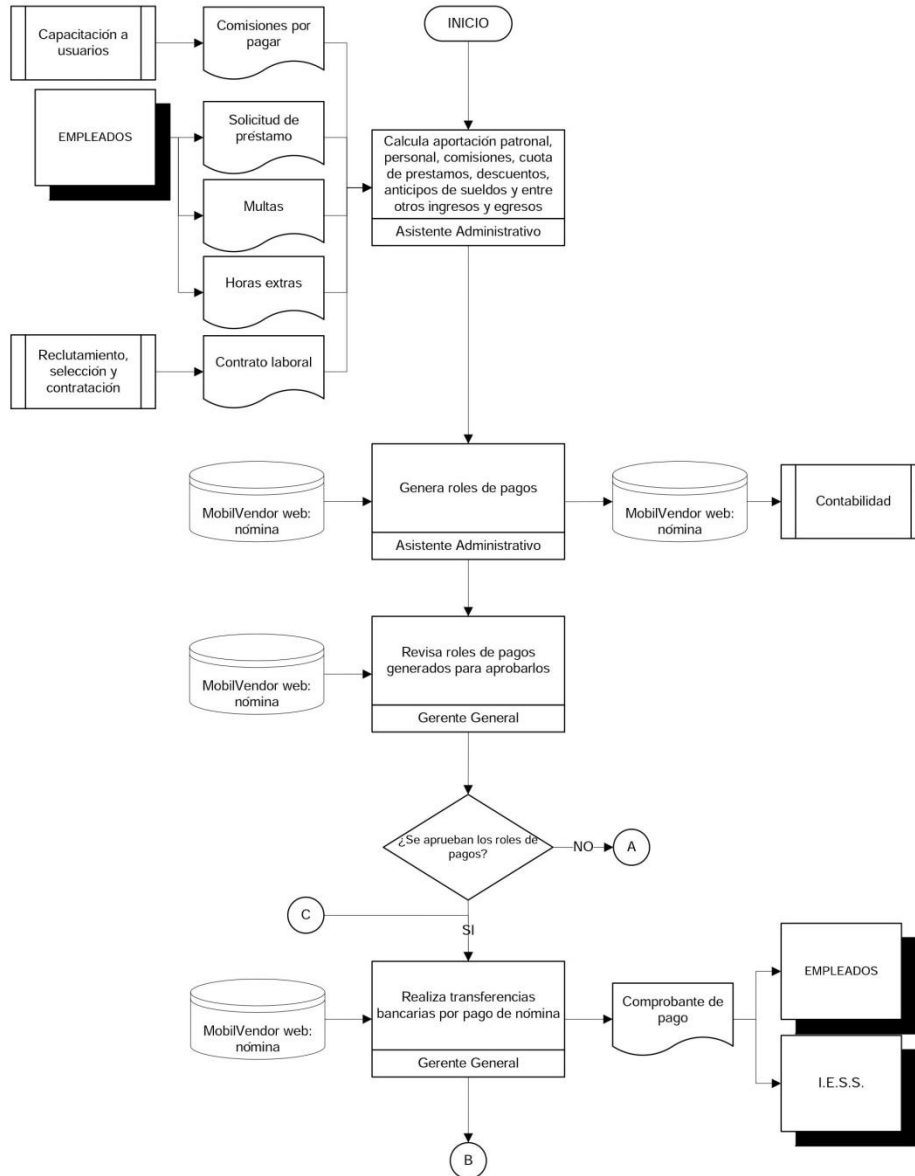 INICIO
Capacitación a
usuarios
Comisiones por
pagar
EMPLEADOS
Solicitud de
préstamo
Multas
Horas extras
Reclutamiento,
selección y
contratación
Contrato laboral
Calcula aportación patronal,
personal, comisiones, cuota
de prestamos, descuentos,
anticipos de sueldos y entre
otros ingresos y egresos
Asistente Administrativo
MobilVendor web:
nómina
Genera roles de pagos
Asistente Administrativo
MobilVendor web:
nómina
Contabilidad
MobilVendor web:
nómina
Revisa roles de pagos
generados para aprobarlos
Gerente General
¿Se aprueban los roles de
pagos?
NO
A
C
SI
MobilVendor web:
nómina
Realiza transferencias
bancarias por pago de nómina
Gerente General
Comprobante de
pago
EMPLEADOS
I.E.S.S.
B